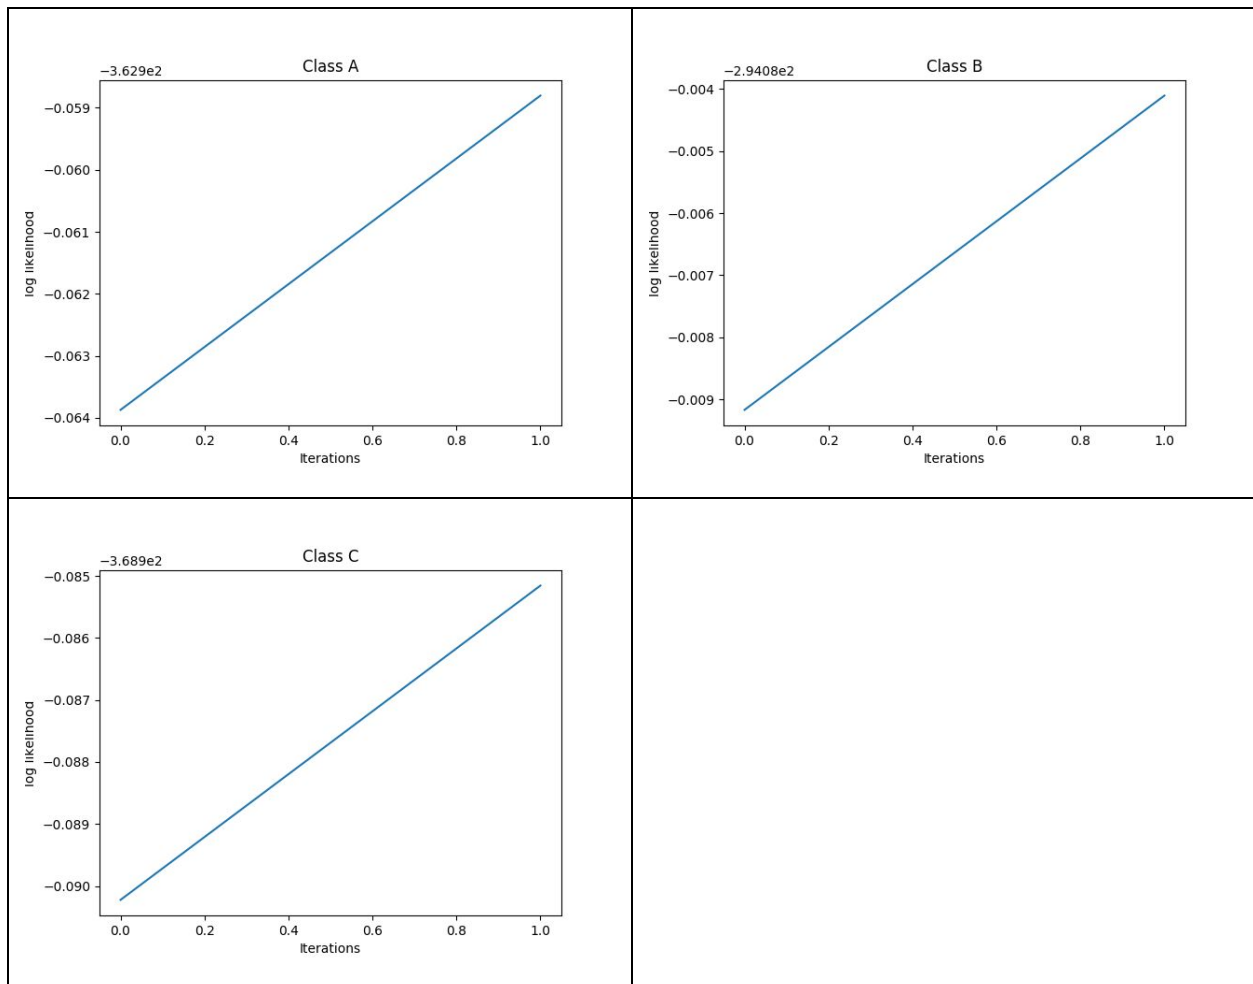 Class A
−3.629e2
−0.059
−0.060
−0.061
−0.062
−0.063
−0.064
log likelihood
0.0 0.2 0.4 0.6 0.8 1.0
Iterations
Class B
−2.9408e2
−0.004
−0.005
−0.006
−0.007
−0.008
−0.009
log likelihood
0.0 0.2 0.4 0.6 0.8 1.0
Iterations
Class C
−3.689e2
−0.085
−0.086
−0.087
−0.088
−0.089
−0.090
log likelihood
0.0 0.2 0.4 0.6 0.8 1.0
Iterations